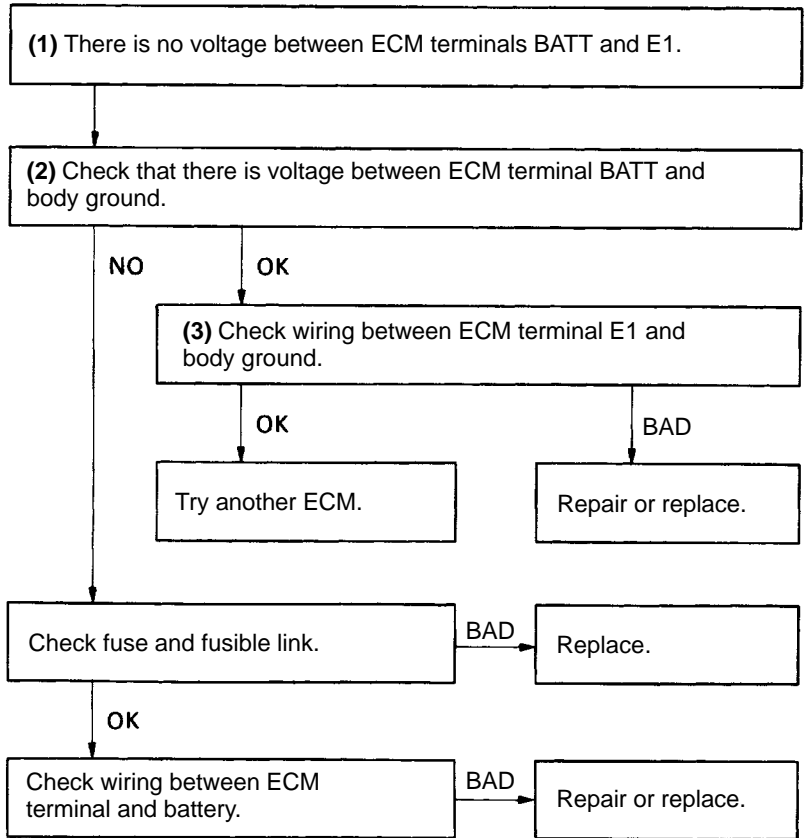 (1) There is no voltage between ECM terminals BATT and E1.
(2) Check that there is voltage between ECM terminal BATT and
body ground.
NO
OK
(3) Check wiring between ECM terminal E1 and
body ground.
OK
BAD
Try another ECM.
Repair or replace.
Check fuse and fusible link.
BAD
Replace.
OK
Check wiring between ECM
terminal and battery.
BAD
Repair or replace.